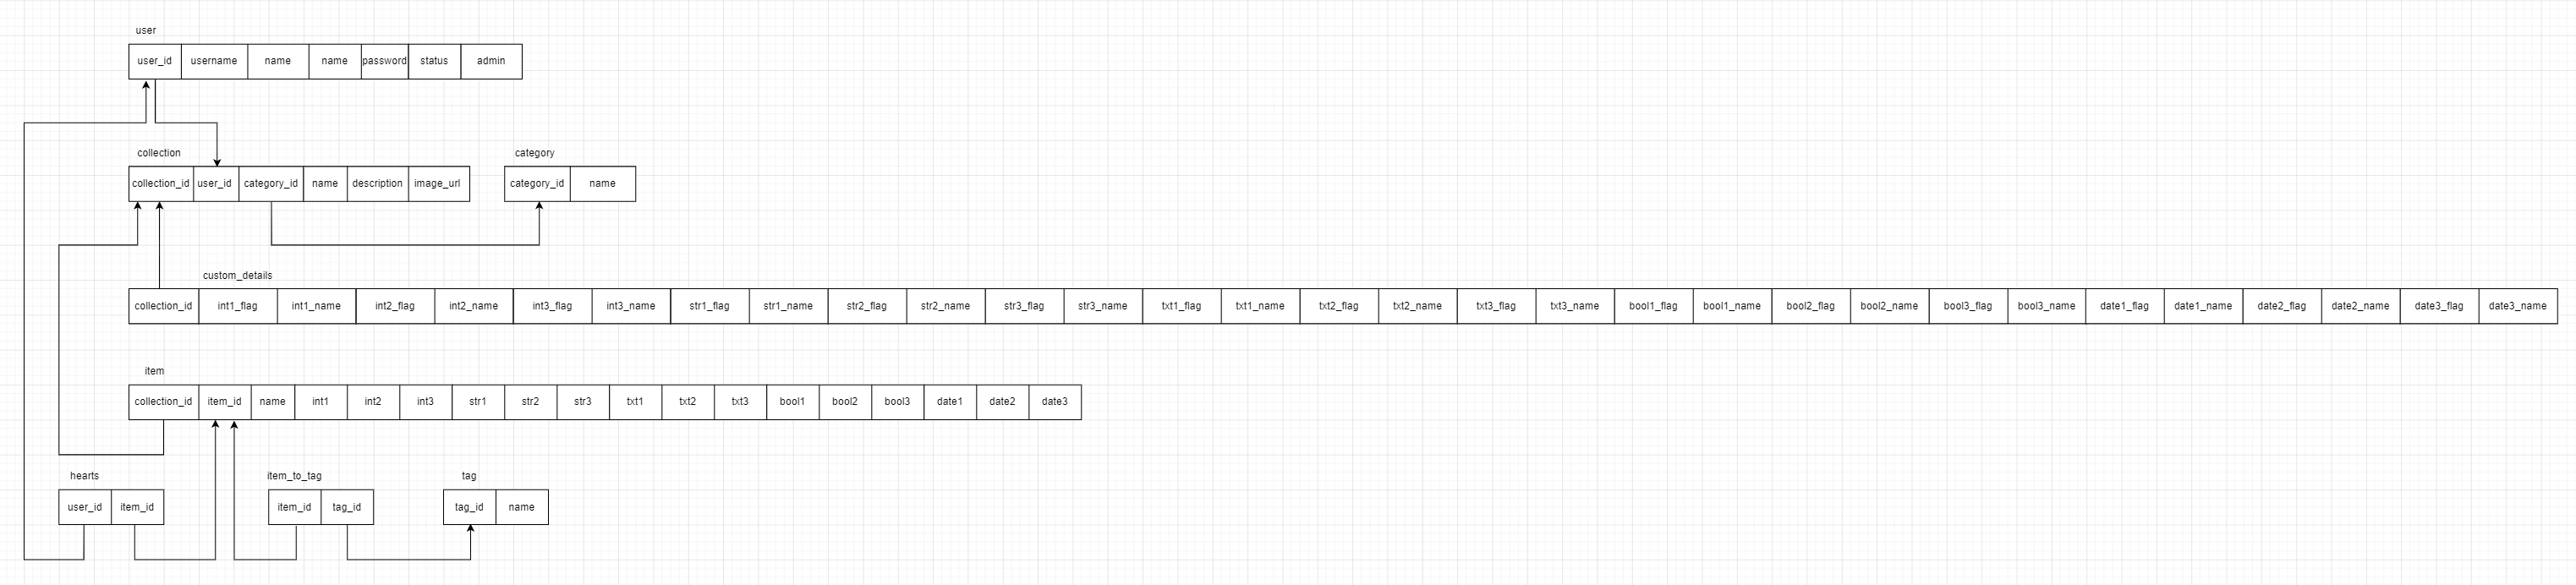 user
user_id username name name password status admin
collection category
collection_id user_id category_id name description image_url category_id name
custom_details
collection_id int1_flag int1_name int2_flag int2_name int3_flag int3_name str1_flag str1_name str2_flag str2_name str3_flag str3_name txt1_flag txt1_name txt2_flag txt2_name txt3_flag txt3_name bool1_flag bool1_name bool2_flag bool2_name bool3_flag bool3_name date1_flag date1_name date2_flag date2_name date3_flag date3_name
item
collection_id item_id name int1 int2 int3 str1 str2 str3 txt1 txt2 txt3 bool1 bool2 bool3 date1 date2 date3
hearts item_to_tag tag
user_id item_id item_id tag_id tag_id name